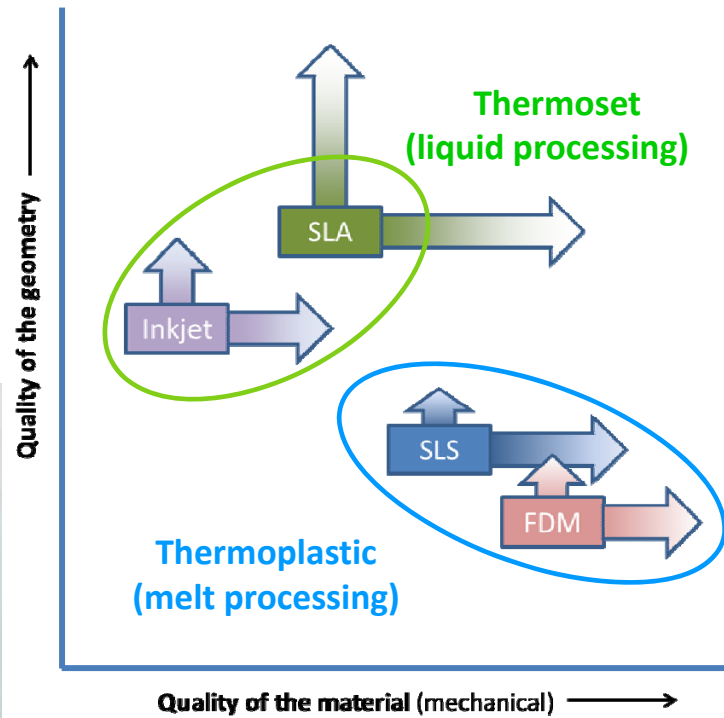 Thermoset
(liquid processing)
SLA
Inkjet
SLS
FDM
Thermoplastic
(melt processing)
Quality of the geometry
Quality of the material (mechanical)